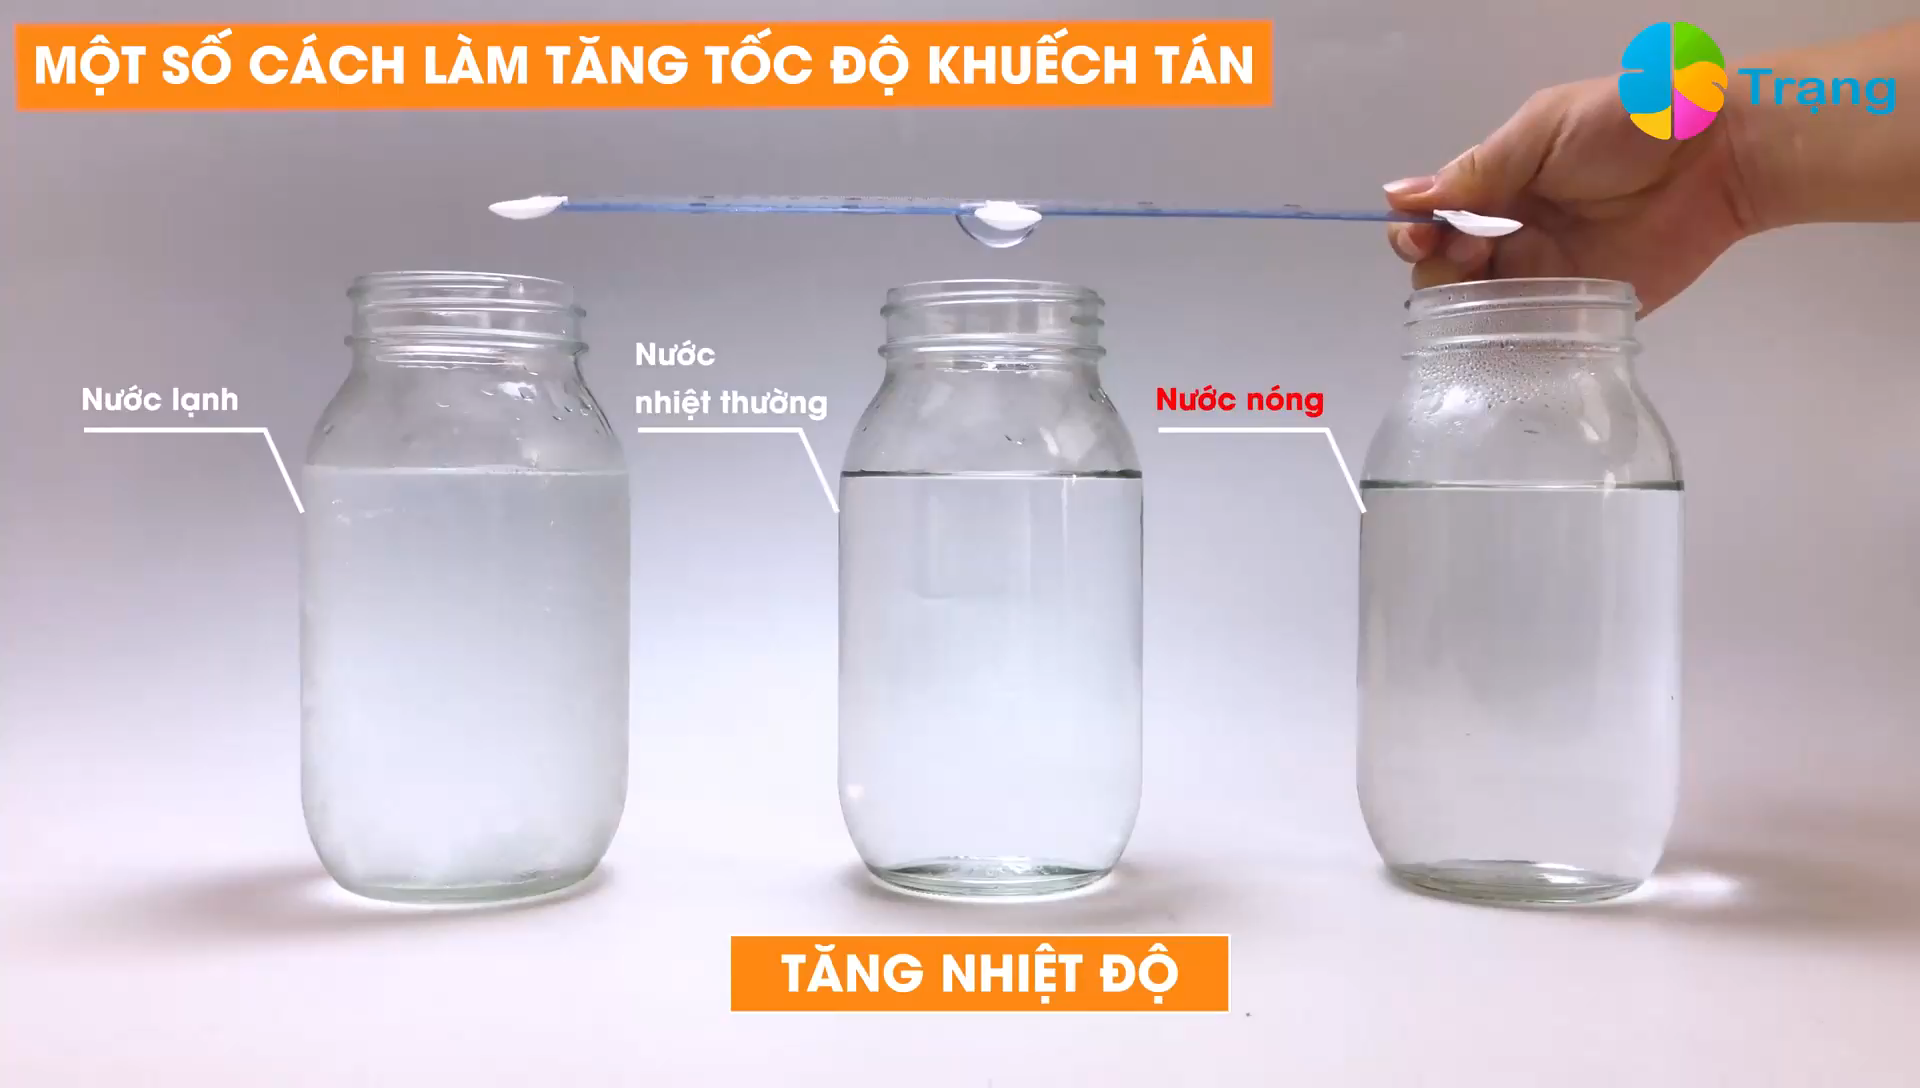 MỘT SỐ CÁCH LÀM TĂNG TỐC ĐỘ KHUẾCH TÁN
Trạng
Nước lạnh
Nước
nhiệt thường
Nước nóng
TĂNG NHIỆT ĐỘ